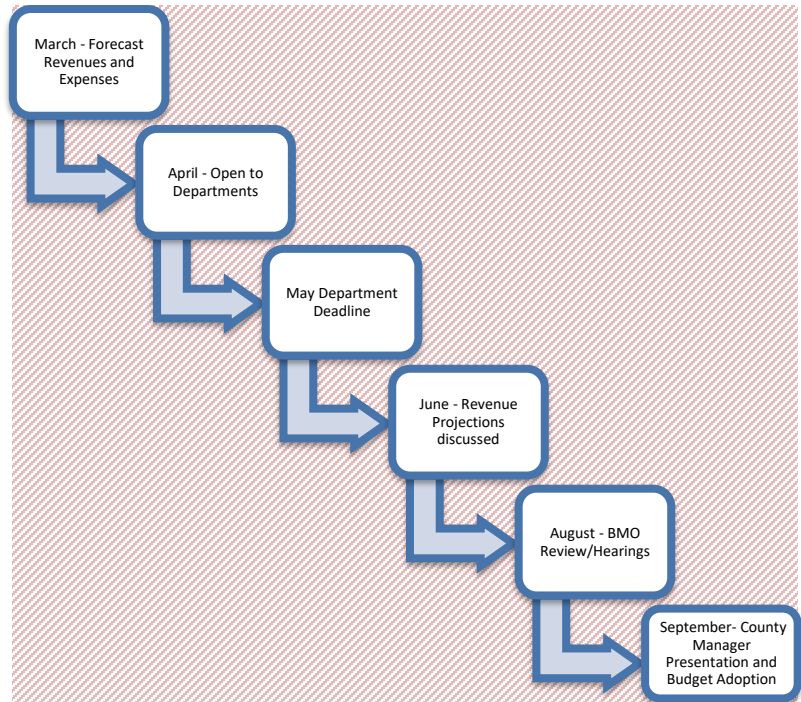 March - Forecast
Revenues and
Expenses
April - Open to
Departments
May Department
Deadline
June - Revenue
Projections
discussed
August - BMO
Review/Hearings
September- County
Manager
Presentation and
Budget Adoption